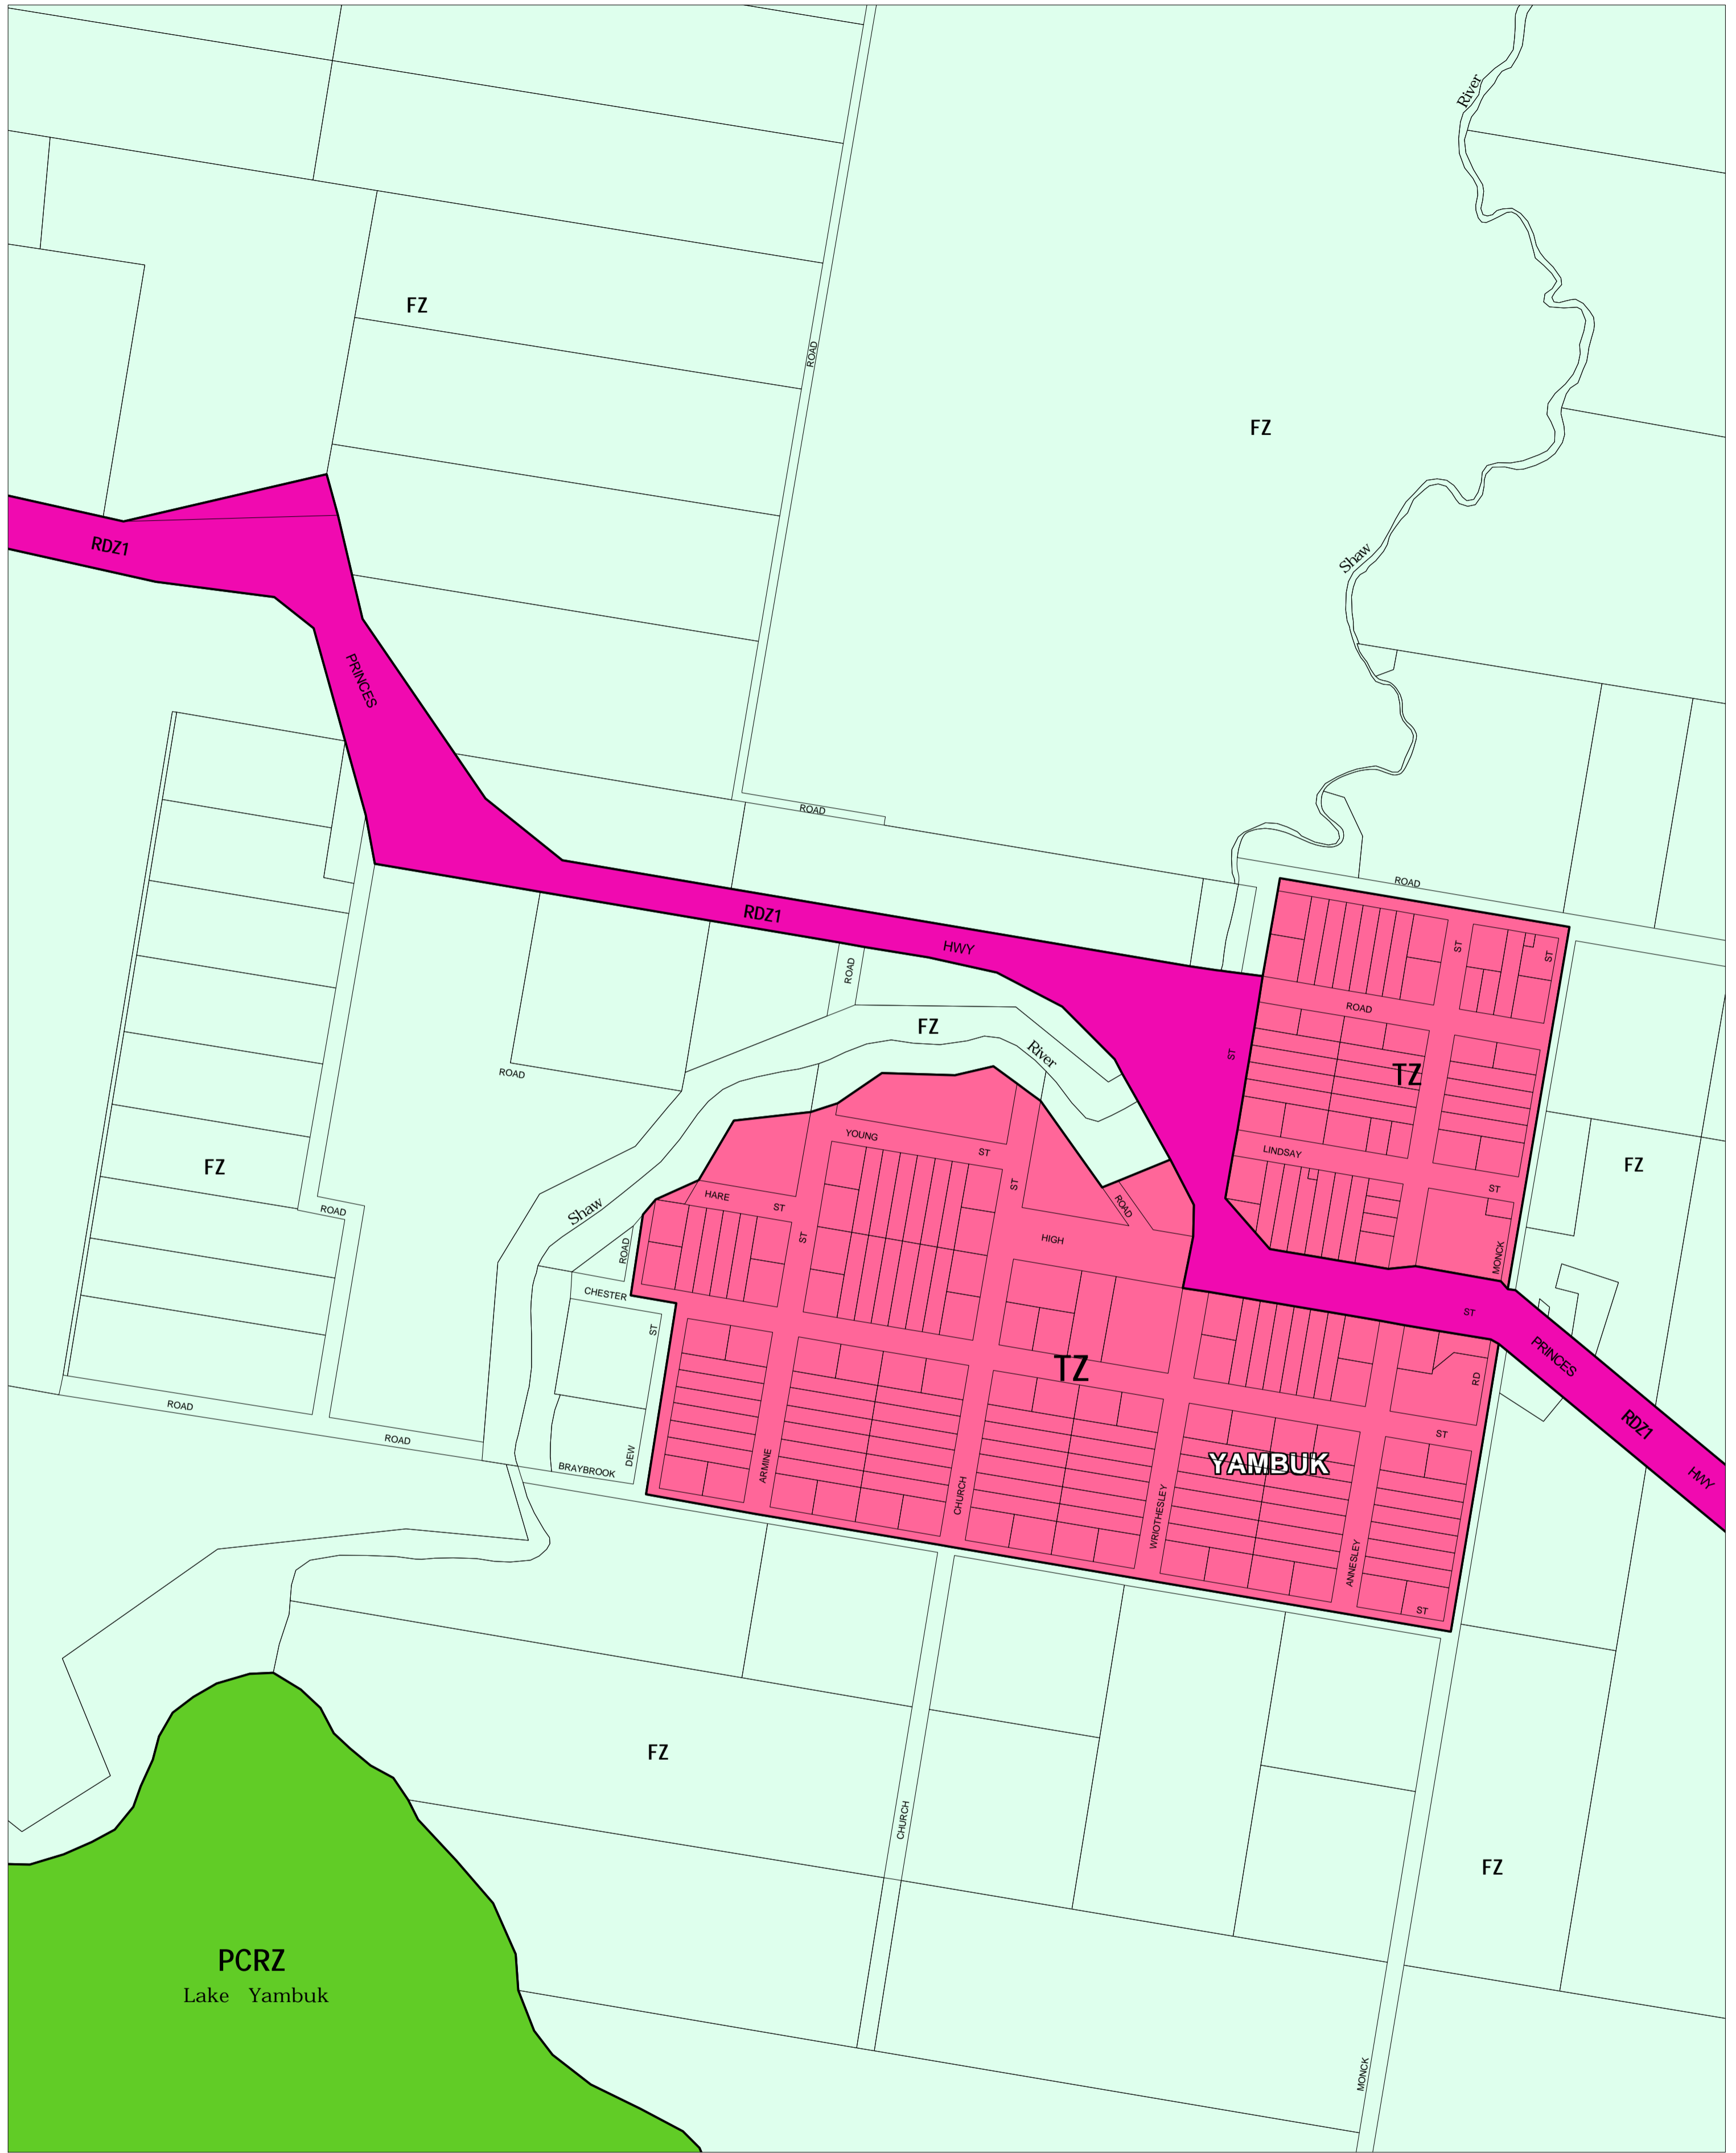 River
FZ
ROAD
FZ
RDZ1
Shaw
PRINCES
ROAD
ROAD
RDZ1
HWY
ST
ST
ROAD
ROAD
FZ
River
ST
ROAD
TZ
YOUNG
ST
LINDSAY
FZ
FZ
HARE
ST
ST
ST
ROAD
ST
Shaw
ROAD
ST
HIGH
MONCK
ROAD
CHESTER
ST
ST
PRINCES
TZ
RD
ROAD
ROAD
RDZ1
ST
DEW
ARMINE
YAMBUK
BRAYBROOK
HWY
CHURCH
WRIOTHESLEY
ANNESLEY
ST
FZ
CHURCH
FZ
PCRZ
Lake Yambuk
MONCK